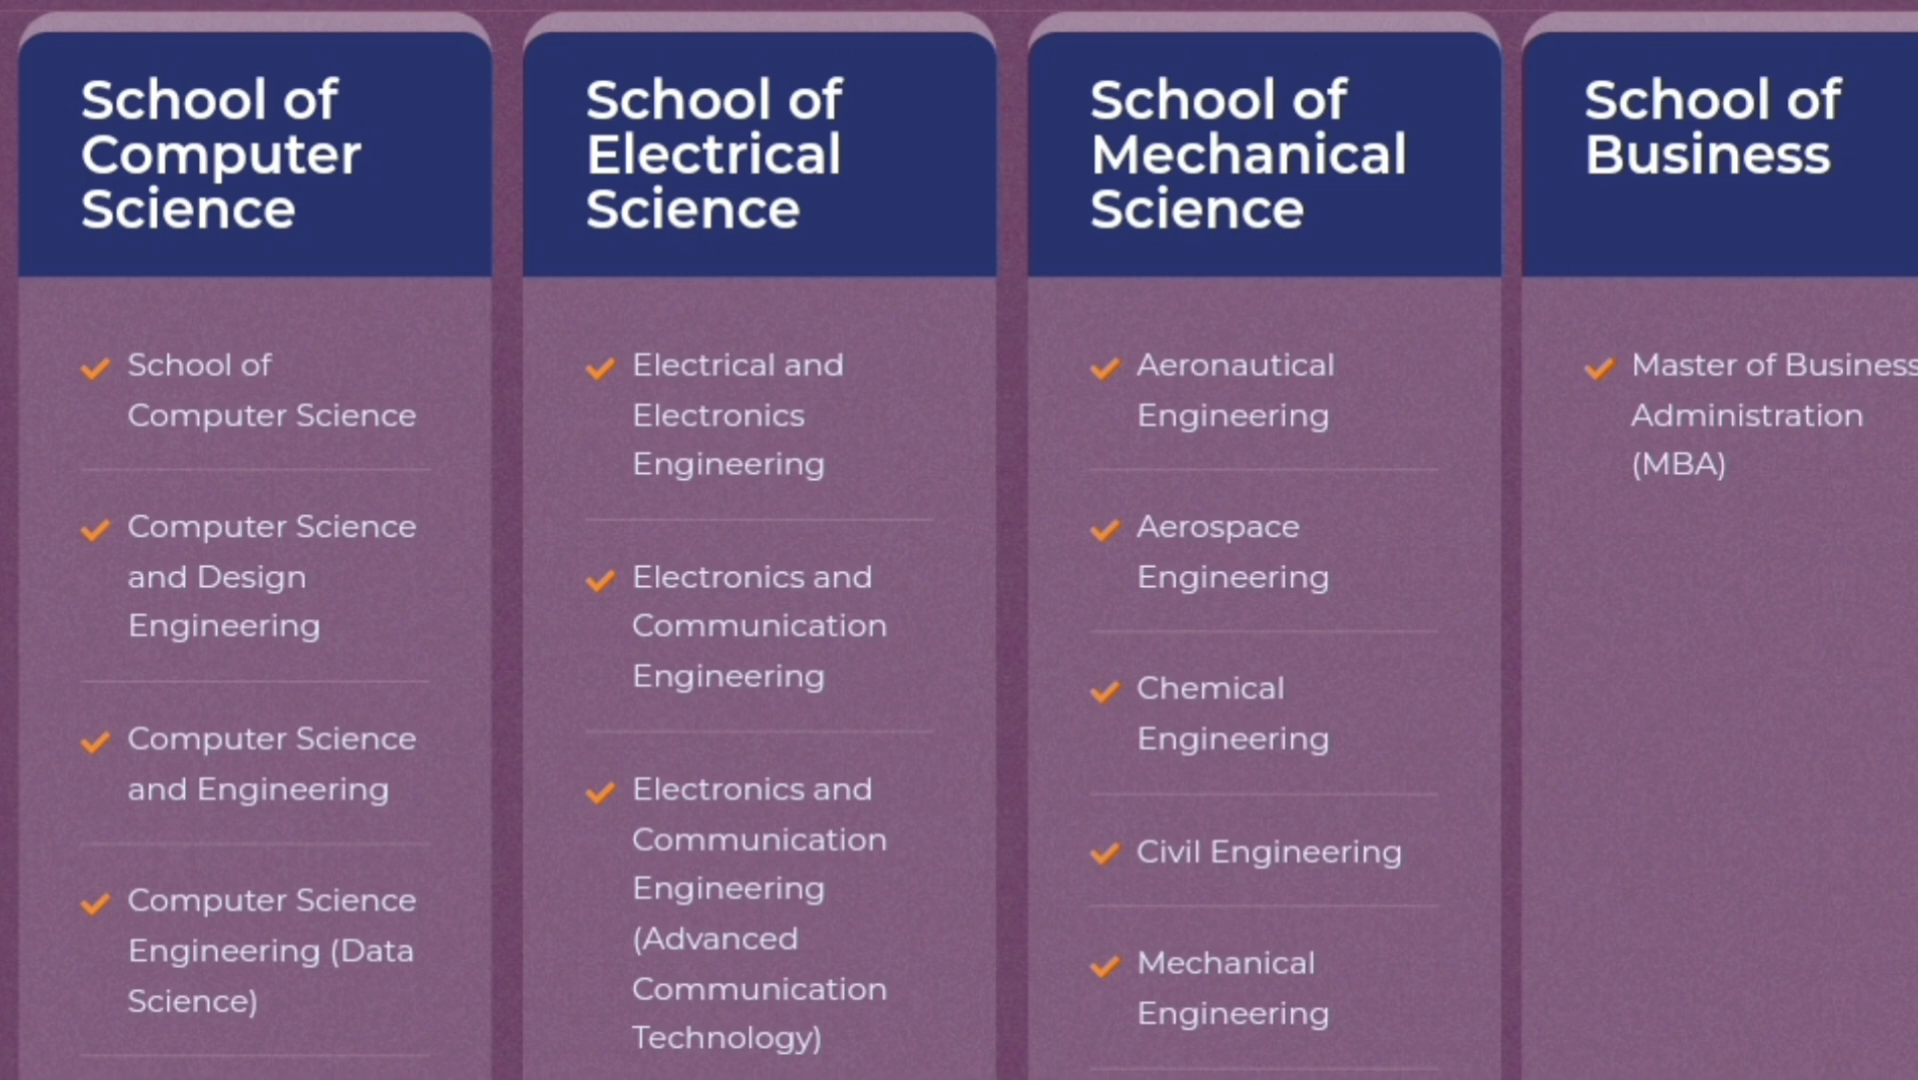 School of
Computer
Science
School of
Computer Science
Computer Science
and Design
Engineering
Computer Science
and Engineering
Computer Science
Engineering (Data
Science)
School of
Electrical
Science
Electrical and
Electronics
Engineering
Electronics and
Communication
Engineering
Electronics and
Communication
Engineering
(Advanced
Communication
Technology)
School of
Mechanical
Science
Aeronautical
Engineering
Aerospace
Engineering
Chemical
Engineering
Civil Engineering
Mechanical
Engineering
School of
Business
Master of Business
Administration
(MBA)